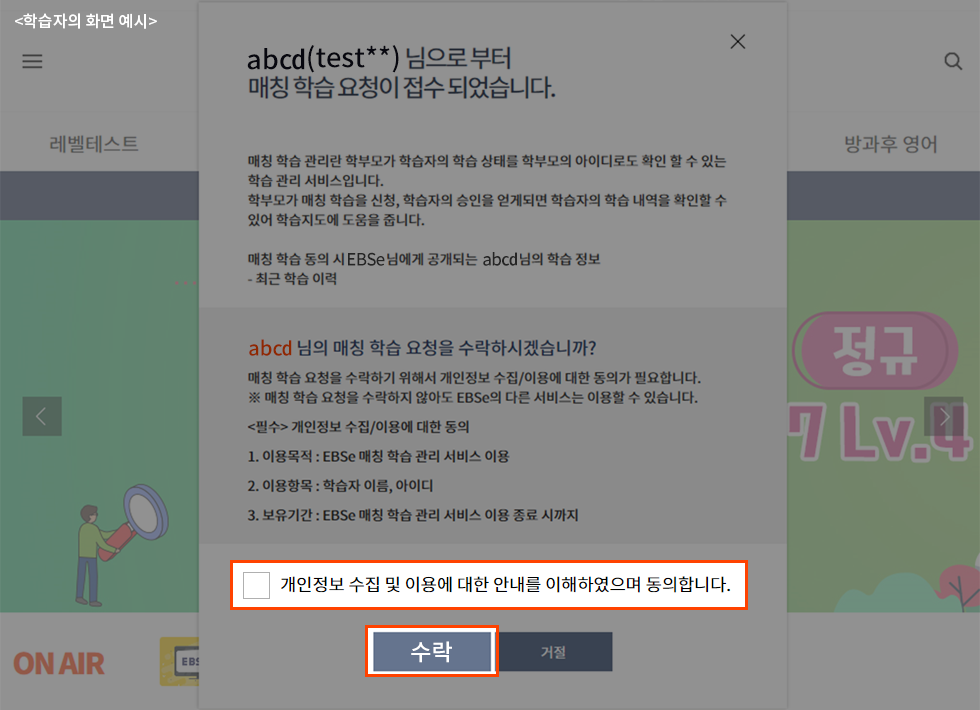 <학습자의 화면 예시>
abcd(test**) 님으로 부터
매칭 학습 요청이 접수 되었습니다.
레벨테스트
방과후 영어
매칭 학습 관리란 학부모가 학습자의 학습 상태를 학부모의 아이디로도 확인 할 수 있는
학습 관리 서비스입니다.
학부모가 매칭 학습을 신청, 학습자의 승인을 얻게되면 학습자의 학습 내역을 확인할 수
있어 학습지도에 도움을 줍니다.
매칭 학습 동의 시 EBSe님에게 공개되는 abcd님의 학습 정보
- 최근 학습 이력
abcd 님의 매칭 학습 요청을 수락하시겠습니까?
매칭 학습 요청을 수락하기 위해서 개인정보 수집/이용에 대한 동의가 필요합니다.
※ 매칭 학습 요청을 수락하지 않아도 EBSe의 다른 서비스는 이용할 수 있습니다.
<필수> 개인정보 수집/이용에 대한 동의
1. 이용목적 : EBSe 매칭 학습 관리 서비스 이용
2. 이용항목 : 학습자 이름, 아이디
3. 보유기간 : EBSe 매칭 학습 관리 서비스 이용 종료 시까지
정규
7 Lv.4
개인정보 수집 및 이용에 대한 안내를 이해하였으며 동의합니다.
수락
거절
ON AIR
EBS